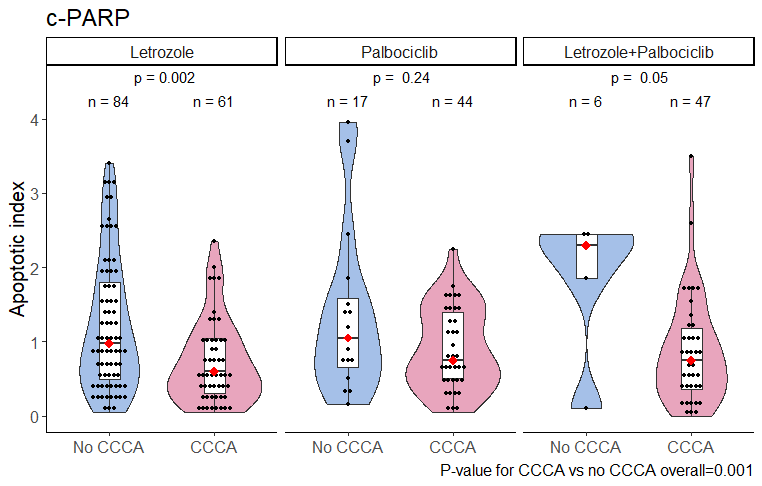 c-PARP
Letrozole
Palbociclib
Letrozole+Palbociclib
p = 0.002
p =  0.24
p =  0.05
n = 84
n = 61
n = 17
n = 44
n = 6
n = 47
Apoptotic index
4
3
2
1
0
No CCCA
CCCA
No CCCA
CCCA
No CCCA
CCCA
P-value for CCCA vs no CCCA overall=0.001